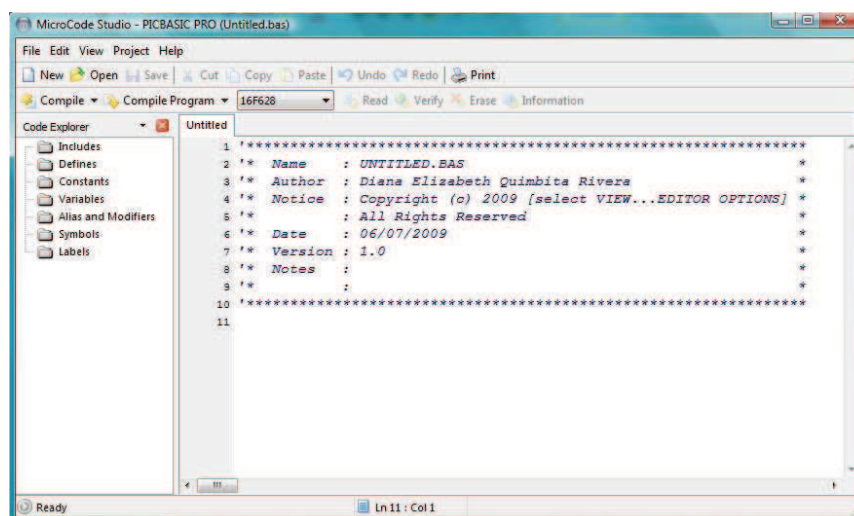 MicroCode Studio - PICBASIC PRO (Untitled.bas)
File Edit View Project Help
New Open Save Cut Copy Paste Undo Redo Print
Compile Compile Program 16F628 Read Verify Erase Information
Code Explorer Untitled
Includes
Defines
Constants
Variables
Alias and Modifiers
Symbols
Labels
1 '****************************************************************
2 '*  Name    : UNTITLED.BAS                                      *
3 '*  Author  : Diana Elizabeth Quimbita Rivera                   *
4 '*  Notice  : Copyright (c) 2009 [select VIEW...EDITOR OPTIONS] *
5 '*          : All Rights Reserved                               *
6 '*  Date    : 06/07/2009                                        *
7 '*  Version : 1.0                                               *
8 '*  Notes   :                                                   *
9 '*          :                                                   *
10 '****************************************************************
11
Ready Ln 11 : Col 1